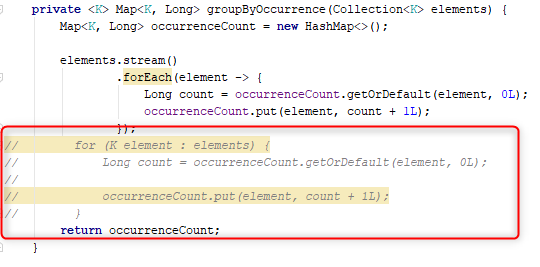 private <K> Map<K, Long> groupByOccurrence(Collection<K> elements) {
    Map<K, Long> occurrenceCount = new HashMap<>();

    elements.stream()
            .forEach(element -> {
                Long count = occurrenceCount.getOrDefault(element, 0L);
                occurrenceCount.put(element, count + 1L);
            });
//        for (K element : elements) {
//            Long count = occurrenceCount.getOrDefault(element, 0L);
//
//            occurrenceCount.put(element, count + 1L);
//        }
    return occurrenceCount;
}